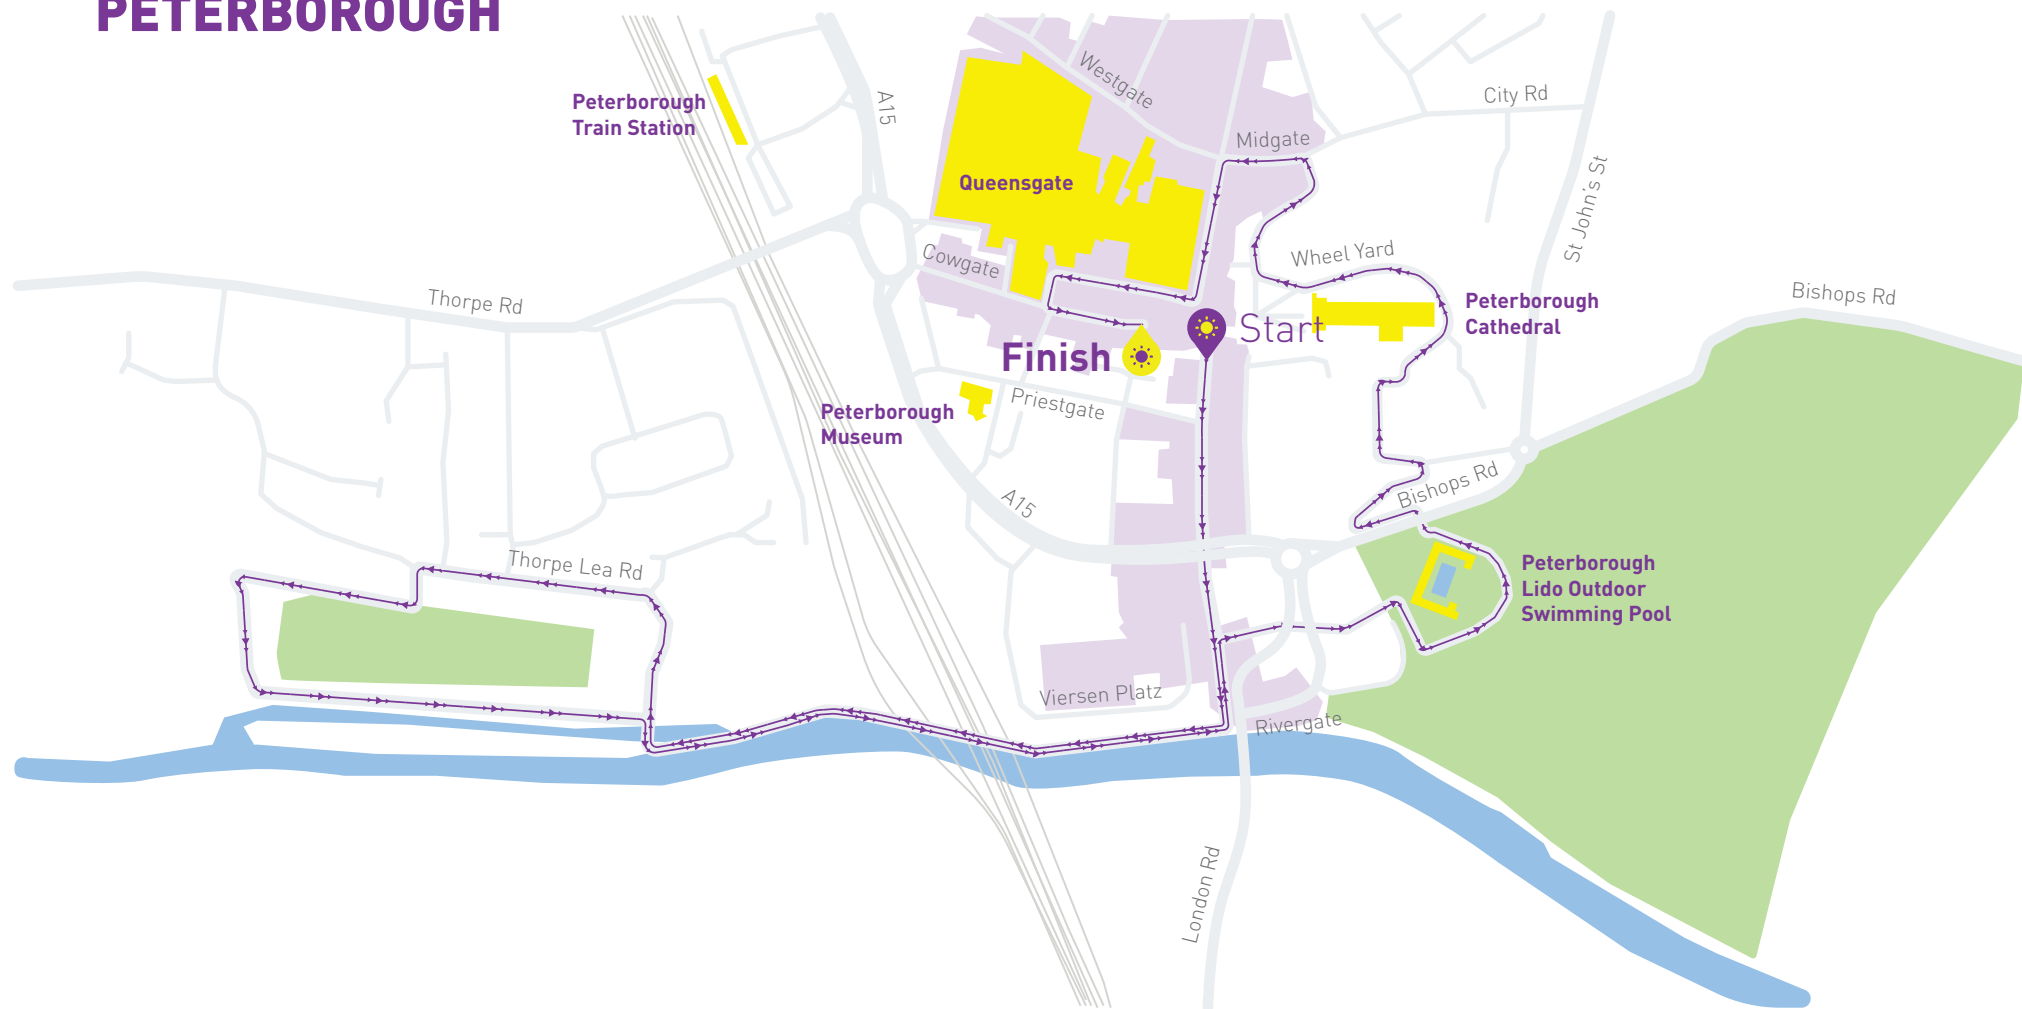 PETERBOROUGH
Peterborough
Train Station
A15
Westgate
City Rd
Midgate
Queensgate
St John's St
Cowgate
Wheel Yard
Thorpe Rd
Peterborough
Cathedral
Bishops Rd
Start
Finish
Peterborough
Museum
Priestgate
A15
Bishops Rd
Thorpe Lea Rd
Peterborough
Lido Outdoor
Swimming Pool
Viersen Platz
Rivergate
London Rd